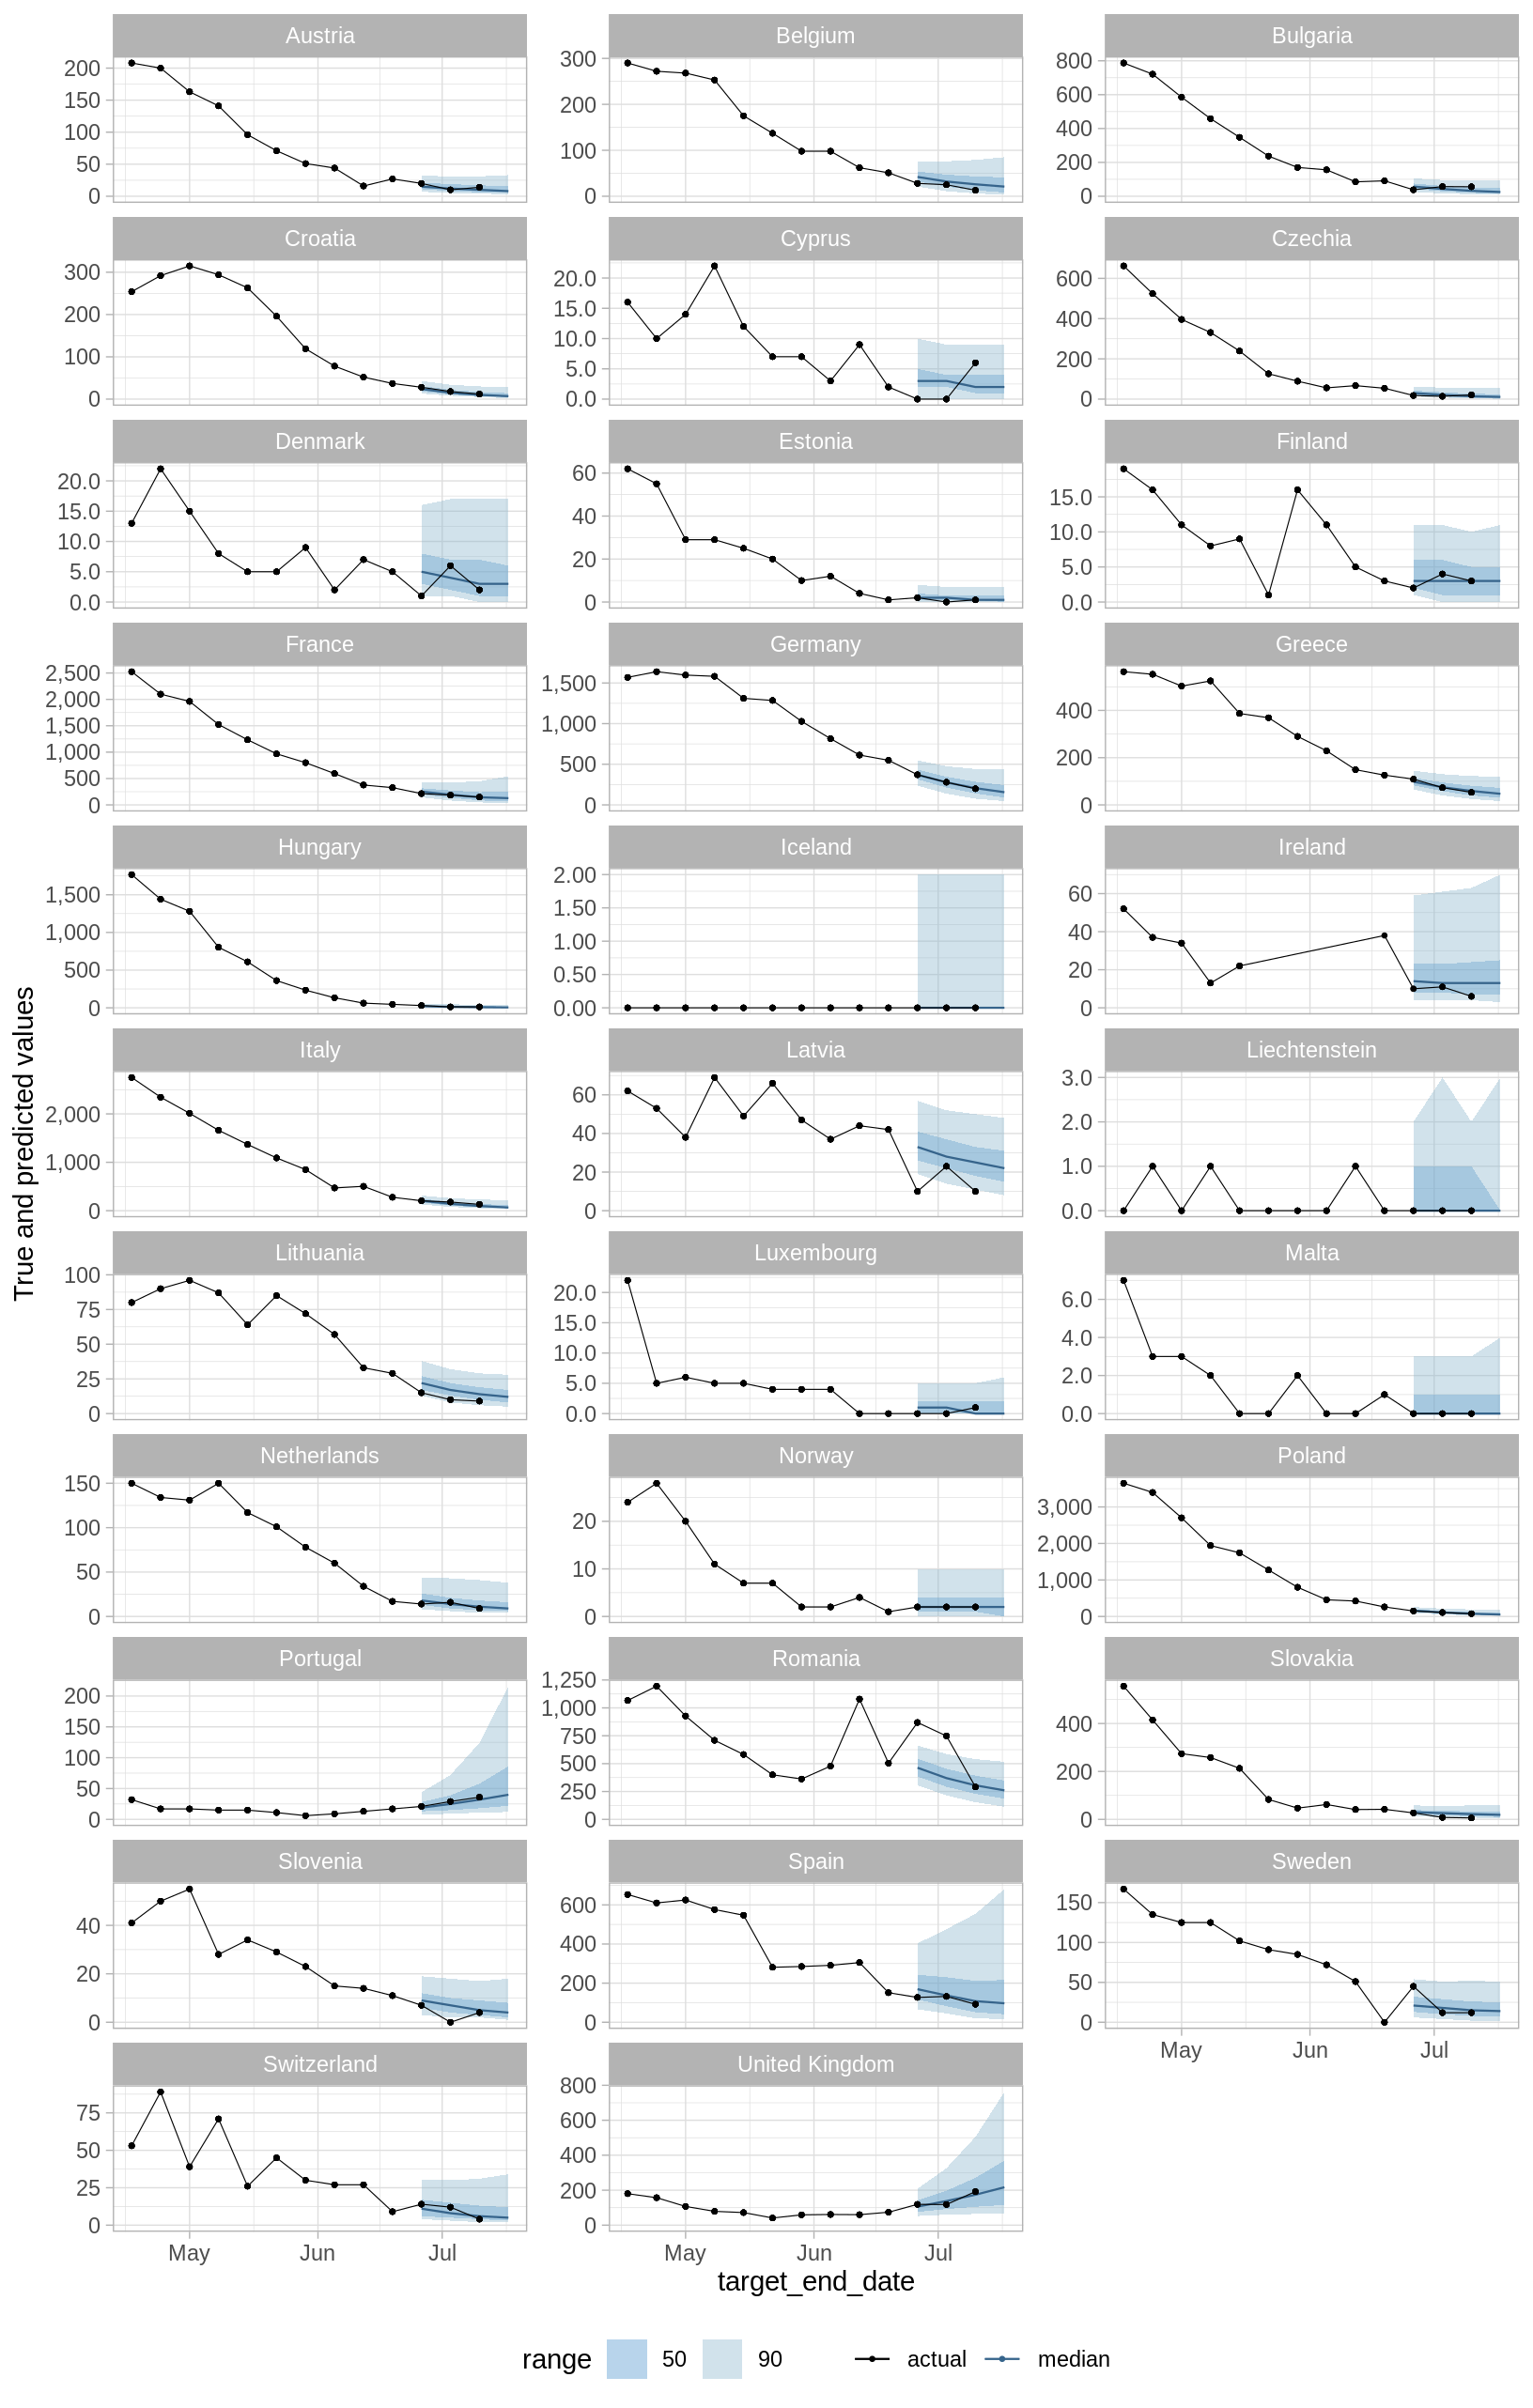 Austria Belgium Bulgaria
200 150 100 50 0
300 200 100 0
800 600 400 200 0
Croatia Cyprus Czechia
300 200 100 0
20.0 15.0 10.0 5.0 0.0
600 400 200 0
Denmark Estonia Finland
20.0 15.0 10.0 5.0 0.0
60 40 20 0
15.0 10.0 5.0 0.0
France Germany Greece
2,500 2,000 1,500 1,000 500 0
1,500 1,000 500 0
400 200 0
Hungary Iceland Ireland
1,500 1,000 500 0
2.00 1.50 1.00 0.50 0.00
60 40 20 0
Italy Latvia Liechtenstein
2,000 1,000 0
60 40 20 0
3.0 2.0 1.0 0.0
True and predicted values
Lithuania Luxembourg Malta
100 75 50 25 0
20.0 15.0 10.0 5.0 0.0
6.0 4.0 2.0 0.0
Netherlands Norway Poland
150 100 50 0
20 10 0
3,000 2,000 1,000 0
Portugal Romania Slovakia
200 150 100 50 0
1,250 1,000 750 500 250 0
400 200 0
Slovenia Spain Sweden
40 20 0
600 400 200 0
150 100 50 0
May Jun Jul
Switzerland United Kingdom
75 50 25 0
800 600 400 200 0
May Jun Jul May Jun Jul
target_end_date
range 50 90 actual median